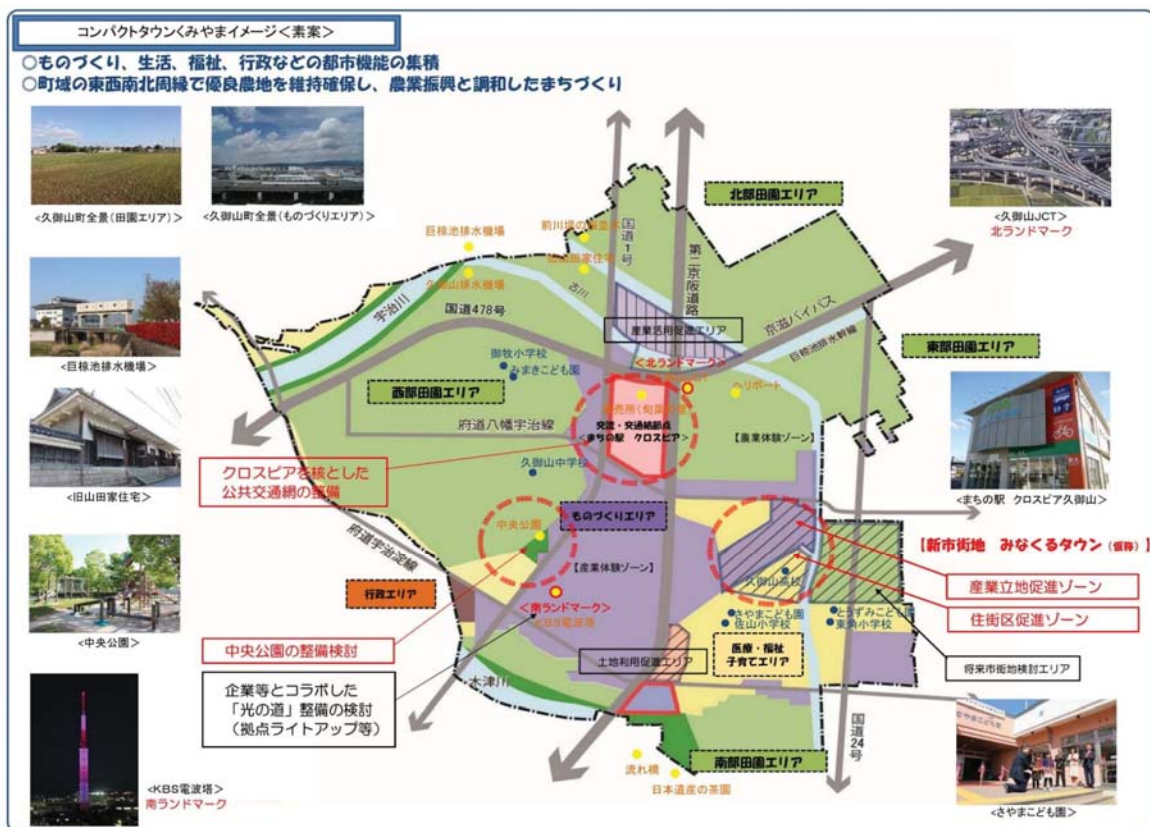 コンパクトタウンくみやまイメージ＜素案＞
○ものづくり、生活、福祉、行政などの都市機能の集積
○町域の東西南北周縁で優良農地を維持確保し、農業振興と調和したまちづくり
<久御山町全景(田園エリア)>
<久御山町全景(ものづくりエリア)>
<巨椋池排水機場>
<旧山田家住宅>
<中央公園>
<KBS電波塔>
南ランドマーク
<久御山JCT>
北ランドマーク
<まちの駅 クロスピア久御山>
<さやまこども園>
北部田園エリア
東部田園エリア
西部田園エリア
南部田園エリア
巨椋池排水機場
久御山排水機場
旧山田家住宅
宇治川
古川
国道1号
第二京阪道路
京滋バイパス
巨椋池排水幹線
国道478号
産業活用促進エリア
<北ランドマーク>
御牧小学校
みまきこども園
府道八幡宇治線
交流・交通結節点
<まちの駅 クロスピア>
【農業体験ゾーン】
クロスピアを核とした
公共交通網の整備
久御山中学校
ものづくりエリア
中央公園
府道宇治淀線
【産業体験ゾーン】
行政エリア
<南ランドマーク>
KBS電波塔
中央公園の整備検討
企業等とコラボした
「光の道」整備の検討
（拠点ライトアップ等）
木津川
土地利用促進エリア
医療・福祉
子育てエリア
久御山高校
さやまこども園
佐山小学校
とうずみこども園
東角小学校
【新市街地 みなくるタウン（仮称）】
産業立地促進ゾーン
住街区促進ゾーン
将来市街地検討エリア
国道24号
流れ橋
日本遺産の茶園